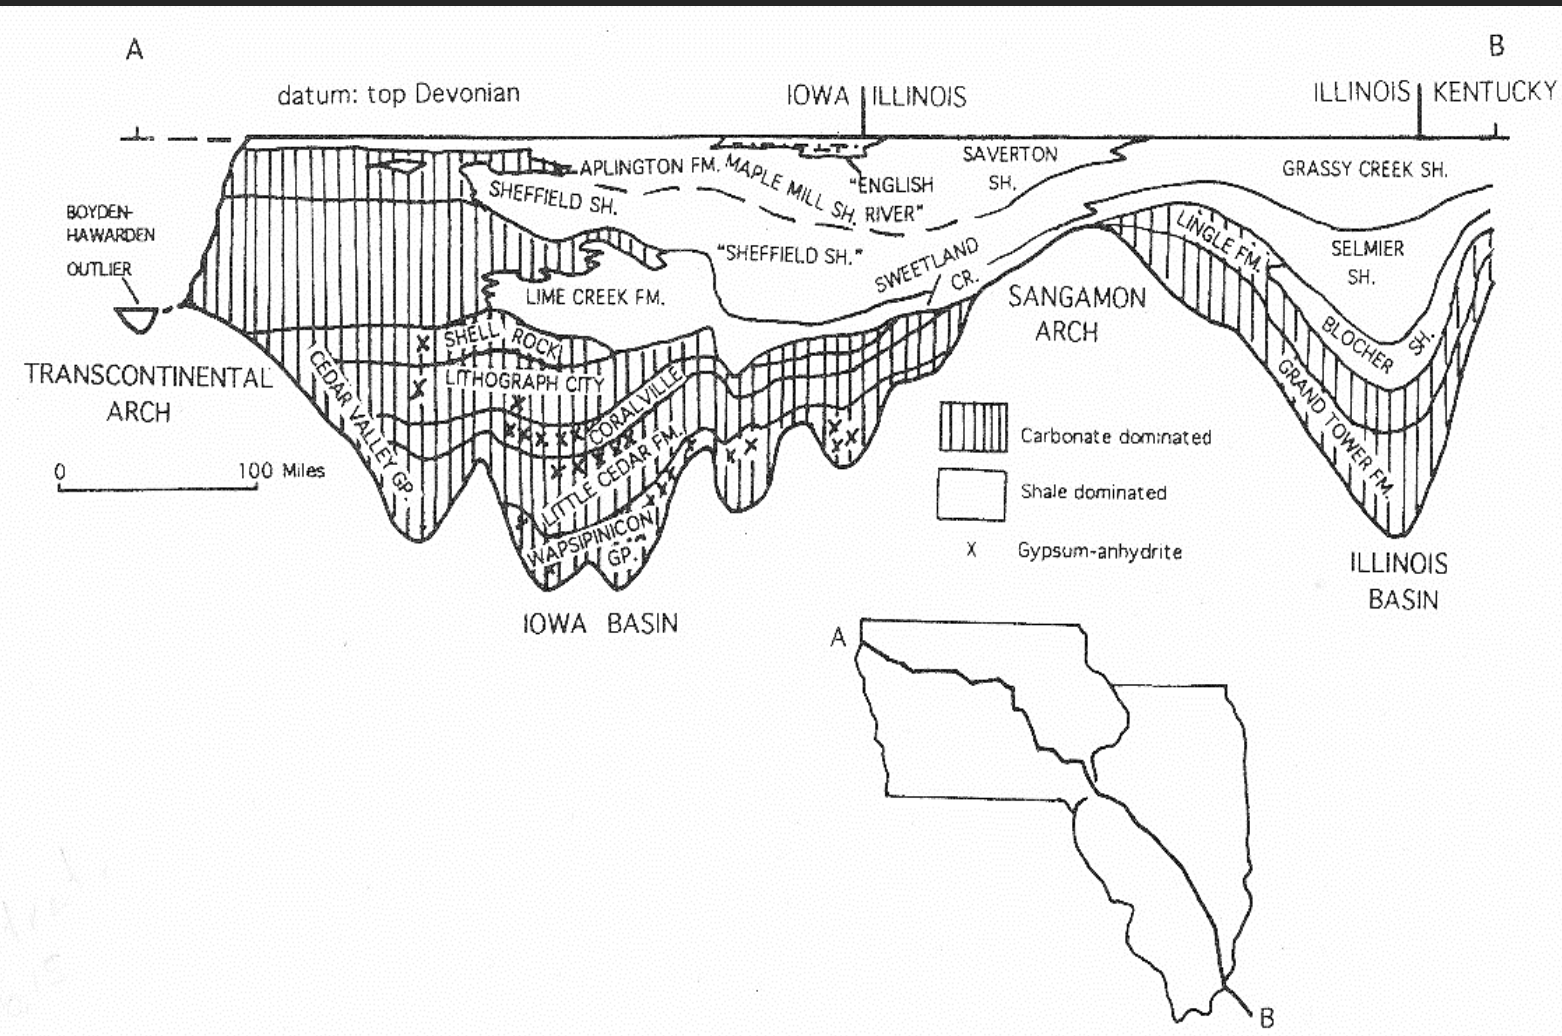 A
B
datum: top Devonian
IOWA
ILLINOIS
ILLINOIS
KENTUCKY
APLINGTON FM.
MAPLE MILL SH.
"ENGLISH
RIVER"
SAVERTON
SH.
GRASSY CREEK SH.
SHEFFIELD SH.
BOYDEN-
HAWARDEN
OUTLIER
"SHEFFIELD SH."
LINGLE FM.
SELMIER
SH.
SWEETLAND
CR.
LIME CREEK FM.
SANGAMON
ARCH
SHELL ROCK
BLOCHER SH.
TRANSCONTINENTAL
ARCH
CEDAR VALLEY GP.
LITHOGRAPH CITY
CORALVILLE
GRAND TOWER FM.
Carbonate dominated
LITTLE CEDAR FM.
0
100 Miles
Shale dominated
WAPSIPINICON
GP.
X Gypsum-anhydrite
ILLINOIS
BASIN
IOWA BASIN
A
B